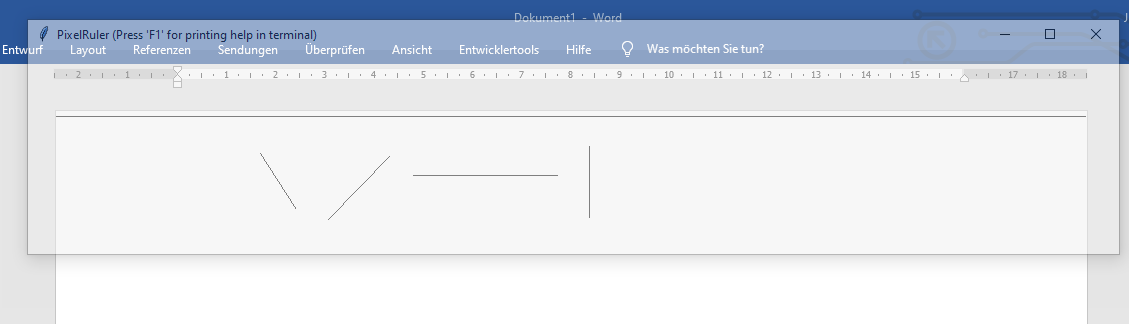 Dokument1 - Word
J
PixelRuler (Press 'F1' for printing help in terminal)
Entwurf Layout Referenzen Sendungen Überprüfen Ansicht Entwicklertools Hilfe Was möchten Sie tun?
2 1 1 2 3 4 5 6 7 8 9 10 11 12 13 14 15 17 18